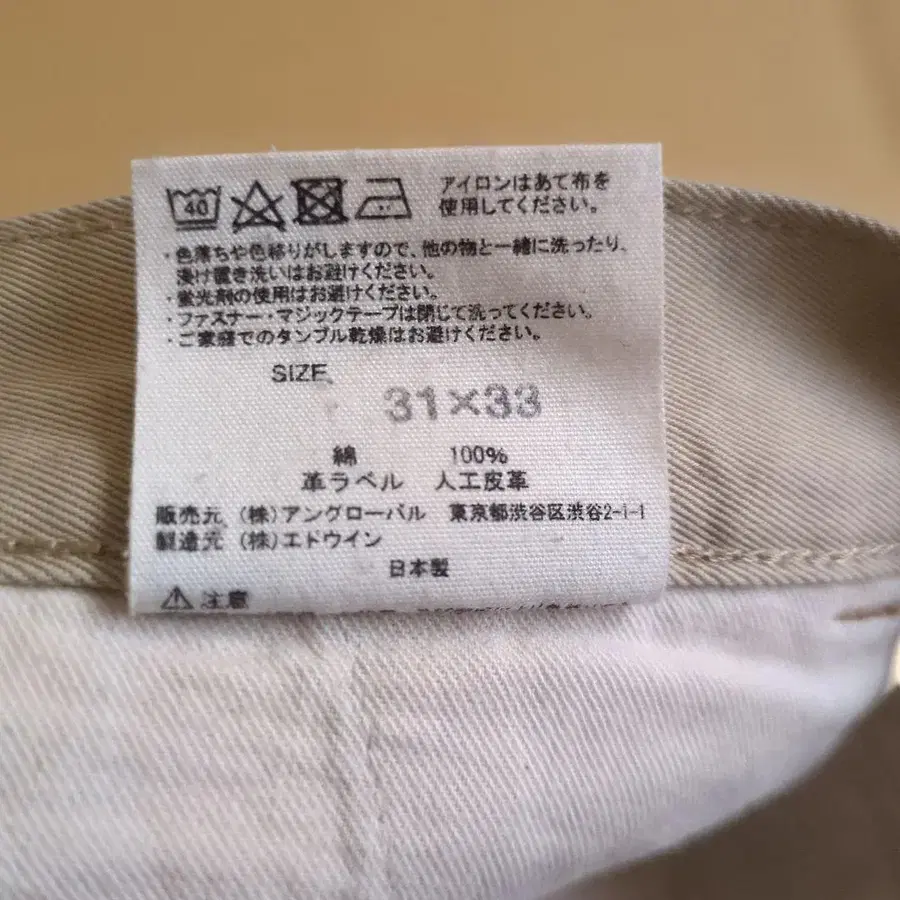 40
アイロンはあて布を
使用してください。
・色落ちや色移りがしますので、他の物と一緒に洗ったり、
浸け置き洗いはお避けください。
・蛍光剤の使用はお避けください。
・ファスナー・マジックテープは閉じて洗ってください。
・ご家庭でのタンブル乾燥はお避けください。
SIZE
31×33
綿 100%
革ラベル 人工皮革
販売元 (株)アングローバル 東京都渋谷区渋谷2-1-1
製造元 (株)エドウイン
日本製
⚠ 注意